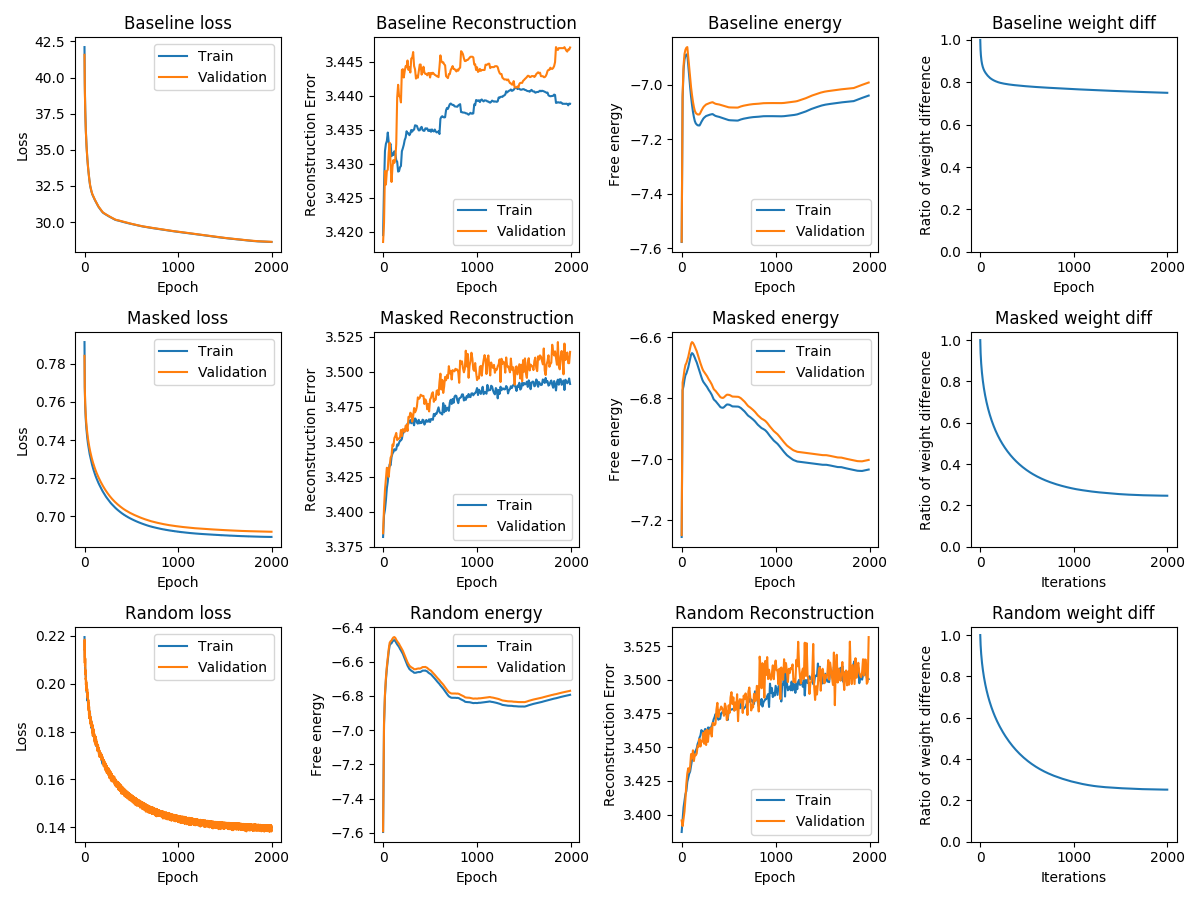 Baseline loss
42.5
40.0
37.5
35.0
32.5
30.0
Loss
Train
Validation
0 1000 2000
Epoch
Baseline Reconstruction
3.445
3.440
3.435
3.430
3.425
3.420
Reconstruction Error
Train
Validation
0 1000 2000
Epoch
Baseline energy
−7.0
−7.2
−7.4
−7.6
Free energy
Train
Validation
0 1000 2000
Epoch
Baseline weight diff
1.0
0.8
0.6
0.4
0.2
0.0
Ratio of weight difference
0 1000 2000
Epoch
Masked loss
0.78
0.76
0.74
0.72
0.70
Loss
Train
Validation
0 1000 2000
Epoch
Masked Reconstruction
3.525
3.500
3.475
3.450
3.425
3.400
3.375
Reconstruction Error
Train
Validation
0 1000 2000
Epoch
Masked energy
−6.6
−6.8
−7.0
−7.2
Free energy
Train
Validation
0 1000 2000
Epoch
Masked weight diff
1.0
0.8
0.6
0.4
0.2
0.0
Ratio of weight difference
0 1000 2000
Iterations
Random loss
0.22
0.20
0.18
0.16
0.14
Loss
Train
Validation
0 1000 2000
Epoch
Random energy
−6.4
−6.6
−6.8
−7.0
−7.2
−7.4
−7.6
Free energy
Train
Validation
0 1000 2000
Epoch
Random Reconstruction
3.525
3.500
3.475
3.450
3.425
3.400
Reconstruction Error
Train
Validation
0 1000 2000
Epoch
Random weight diff
1.0
0.8
0.6
0.4
0.2
0.0
Ratio of weight difference
0 1000 2000
Iterations